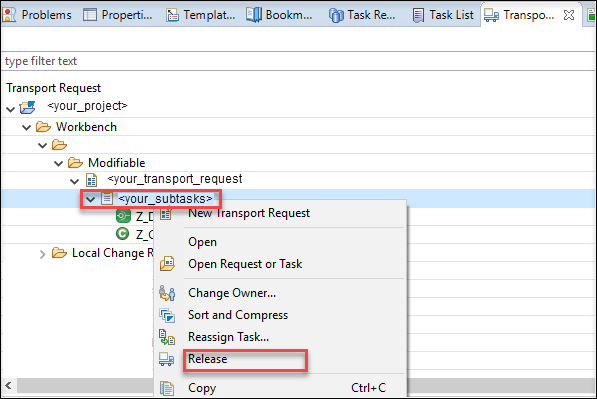 Problems Properti... Templat... Bookm... Task Re... Task List Transpo...
type filter text
Transport Request
<your_project>
Workbench
Modifiable
<your_transport_request
<your_subtasks>
New Transport Request
Z_D
Z_C
Open
Local Change R
Open Request or Task
Change Owner...
Sort and Compress
Reassign Task...
Release
Copy Ctrl+C